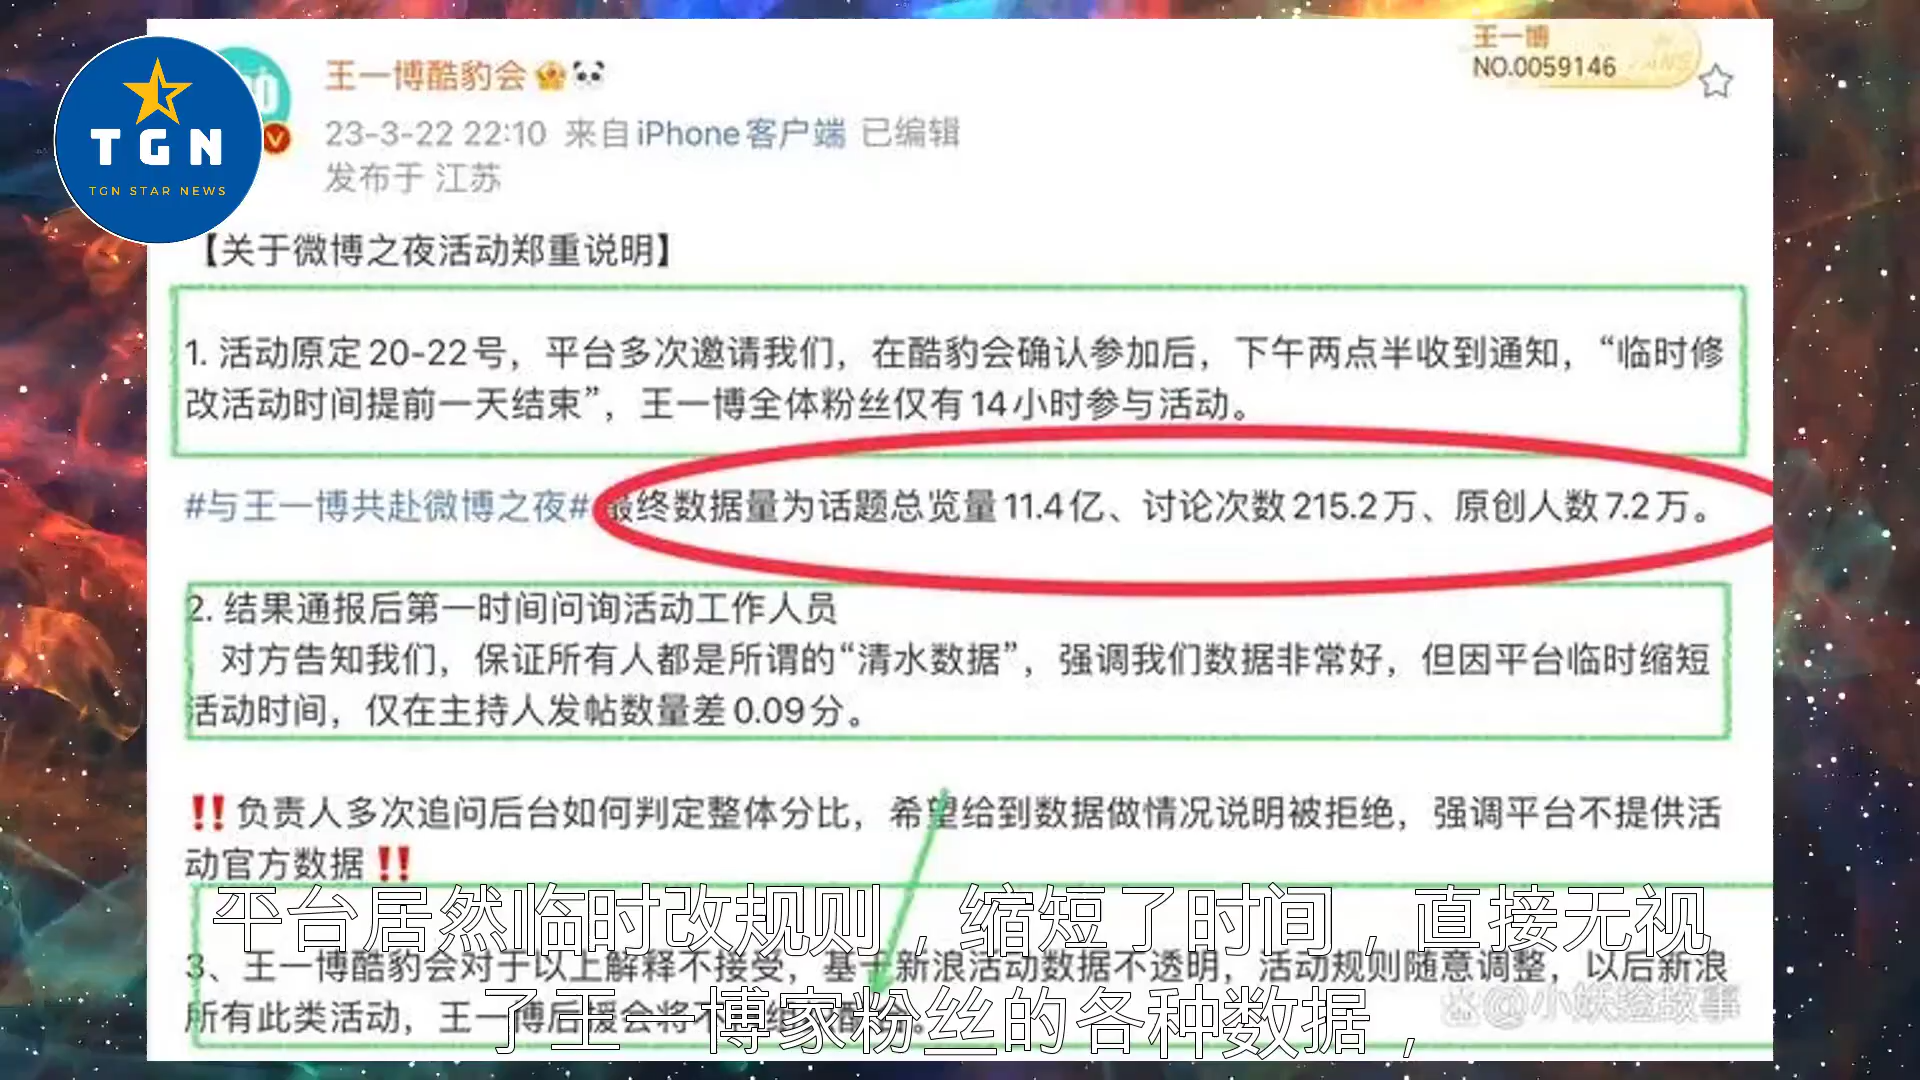 王一博
NO.0059146
王一博酷豹会
23-3-22 22:10 来自 iPhone客户端 已编辑
发布于 江苏
TGN
TGN STAR NEWS
【关于微博之夜活动郑重说明】
1. 活动原定20-22号，平台多次邀请我们，在酷豹会确认参加后，下午两点半收到通知，“临时修
改活动时间提前一天结束”，王一博全体粉丝仅有14小时参与活动。
#与王一博共赴微博之夜# 最终数据量为话题总览量11.4亿、讨论次数215.2万、原创人数7.2万。
2. 结果通报后第一时间问询活动工作人员
对方告知我们，保证所有人都是所谓的“清水数据”，强调我们数据非常好，但因平台临时缩短
活动时间，仅在主持人发帖数量差0.09分。
‼️负责人多次追问后台如何判定整体分比，希望给到数据做情况说明被拒绝，强调平台不提供活
动官方数据‼️
平台居然临时改规则，缩短了时间，直接无视
3、王一博酷豹会对于以上解释不接受，基于新浪活动数据不透明，活动规则随意调整，以后新浪
所有此类活动，王一博后援会将不
了王一博家粉丝的各种数据，
@小妖捡故事